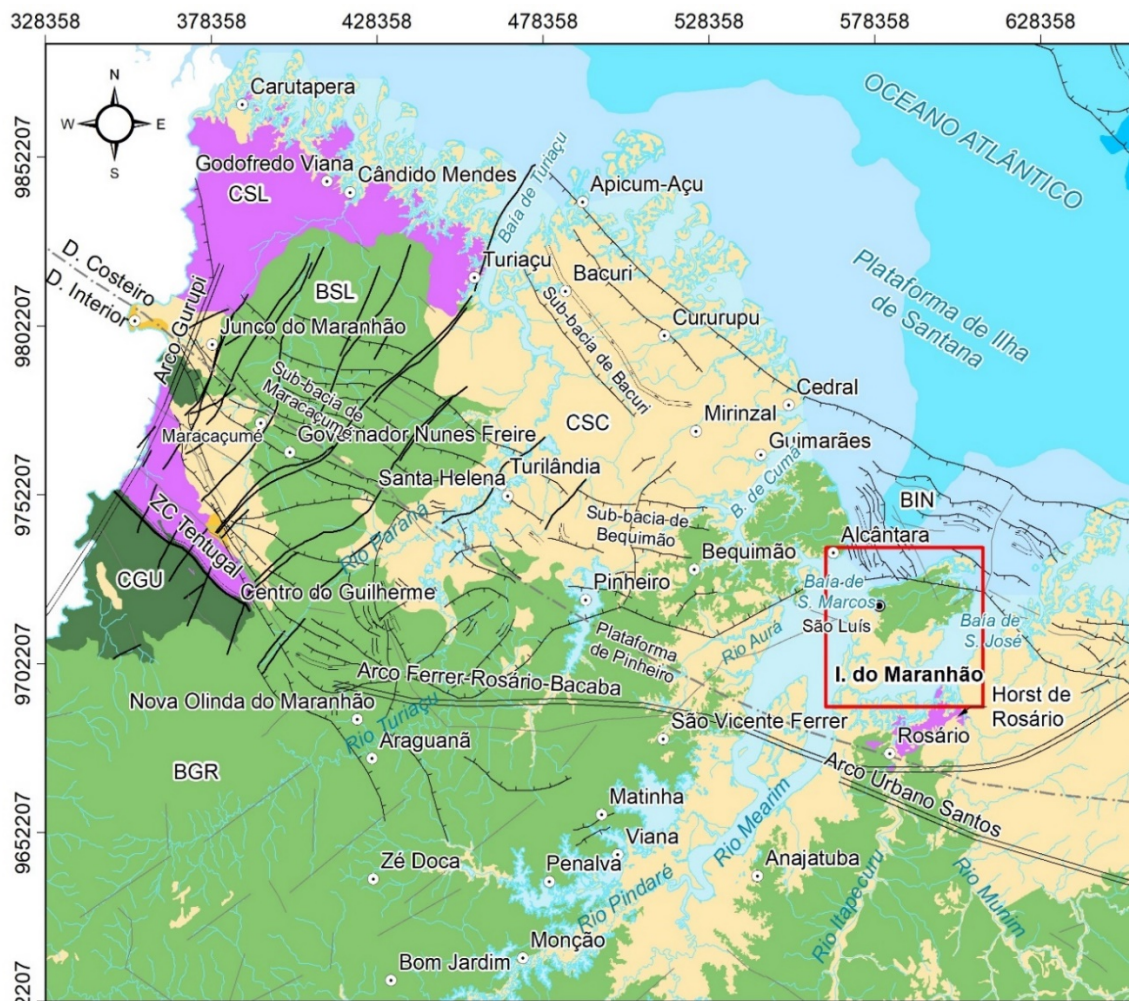 328358 378358 428358 478358 528358 578358 628358
9852207
9802207
9752207
9702207
9652207
2207
N
W E
S
Carutapera
OCEANO ATLÂNTICO
Godofredo Viana
CSL
Cândido Mendes
Baia de Turiaçu
Apicum-Açu
D. Costeiro
D. Interior
Turiaçu
BSL
Bacuri
Plataforma de Ilha
de Santana
Arco Gurupi
Junco do Maranhão
Sub-bacia de Bacuri
Cururupu
Sub-bacia de
Maracaçumé
Cedral
Maracaçumé
Governador Nunes Freire
CSC
Mirinzal
Guimarães
Santa Helena
Turilândia
B. de Cumã
BIN
ZC Tentugal
Rio Paraná
Sub-bacia de
Bequimão
Alcântara
Bequimão
CGU
Centro do Guilherme
Pinheiro
Baia de
S. Marcos
São Luís
Baia de
S. José
Plataforma
de Pinheiro
Rio Aurá
Arco Ferrer-Rosário-Bacaba
I. do Maranhão
Nova Olinda do Maranhão
Rio Turiaçu
São Vicente Ferrer
Horst de
Rosário
Rosário
Araguanã
BGR
Arco Urbano Santos
Matinha
Rio Mearim
Viana
Zé Doca
Penalva
Anajatuba
Rio Pindaré
Rio Itapecuru
Rio Munim
Monção
Bom Jardim